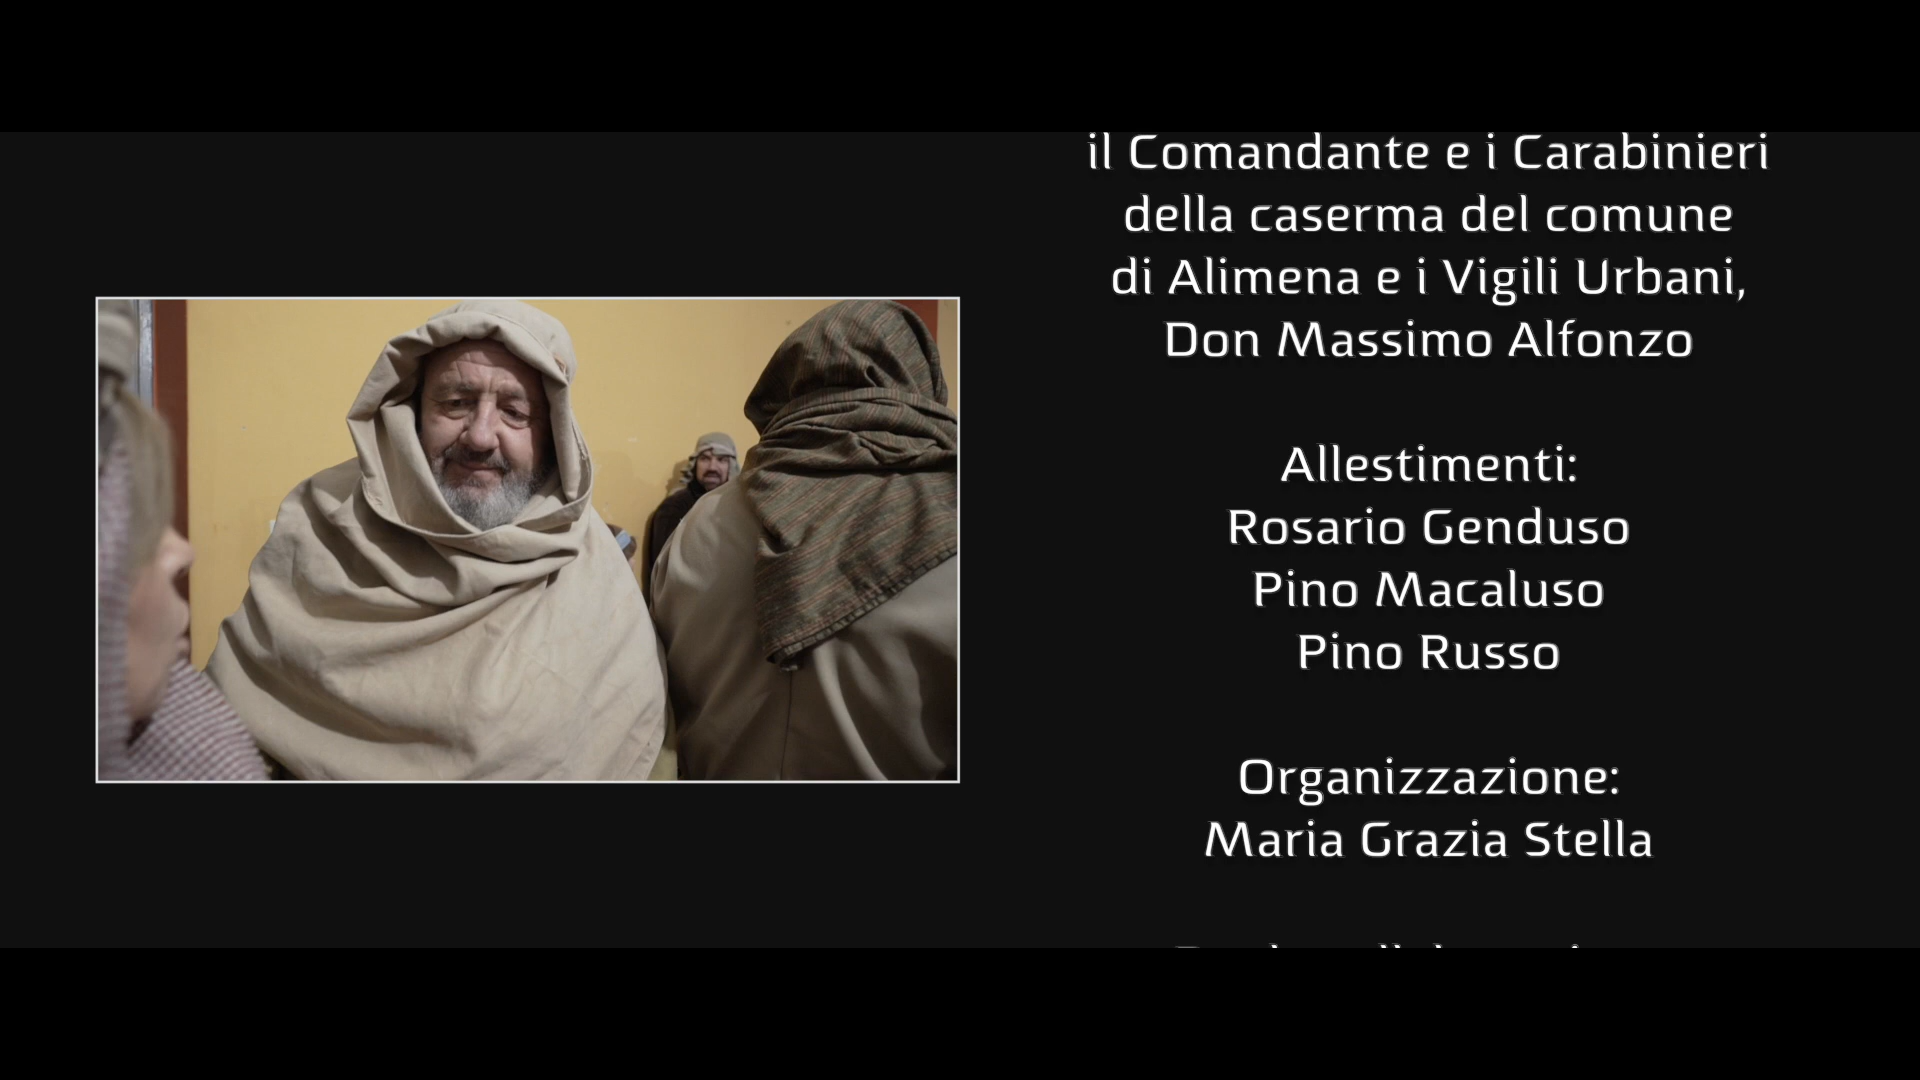 il Comandante e i Carabinieri
della caserma del comune
di Alimena e i Vigili Urbani,
Don Massimo Alfonzo
Allestimenti:
Rosario Genduso
Pino Macaluso
Pino Russo
Organizzazione:
Maria Grazia Stella